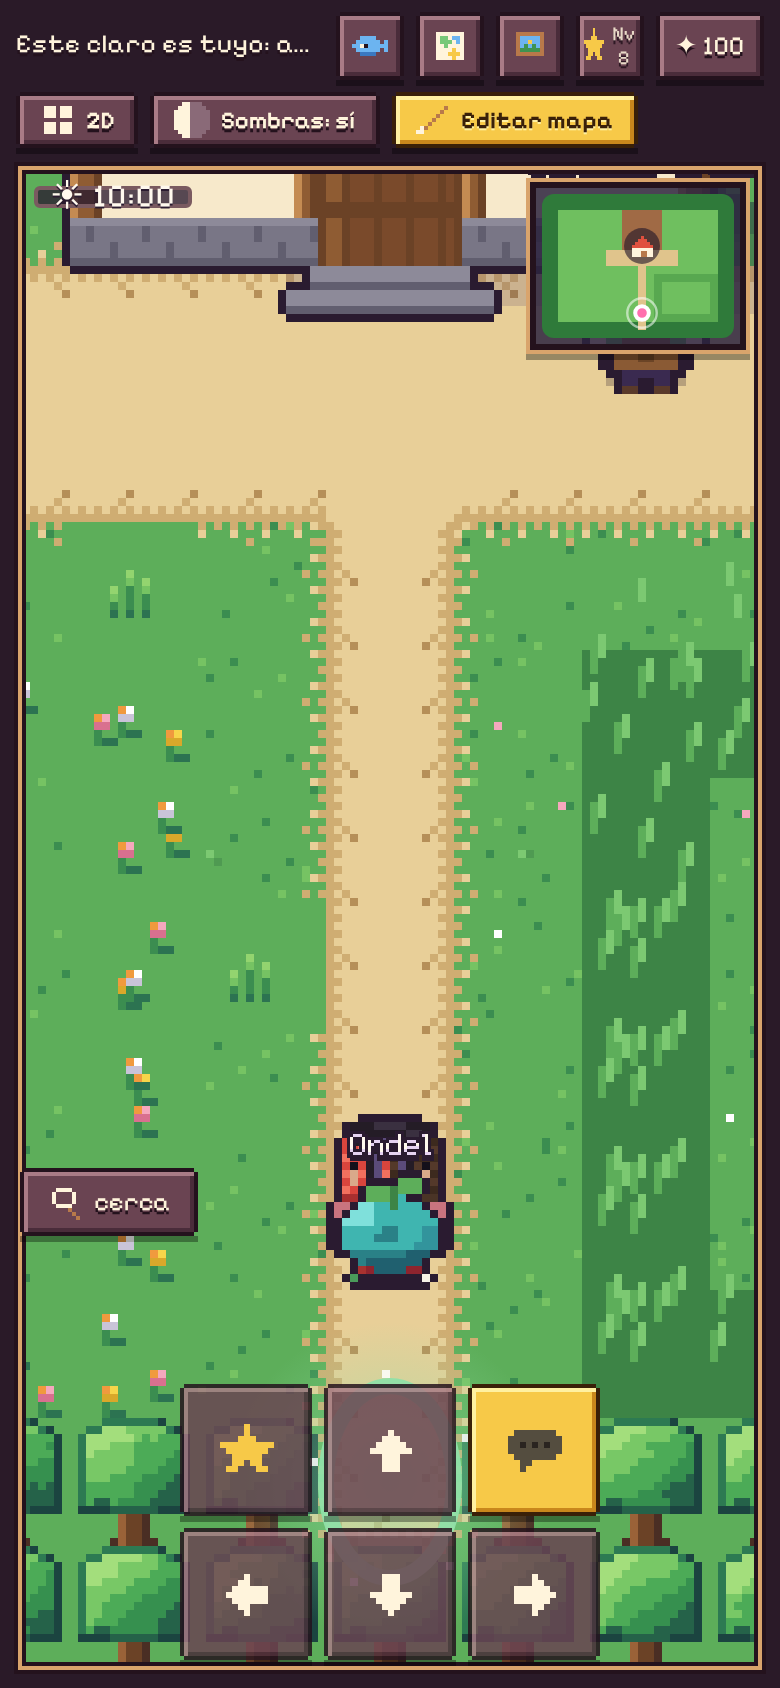 Este claro es tuyo: a...
Nv
8
100
2D
Sombras: sí
Editar mapa
10:00
Ondel
cerca